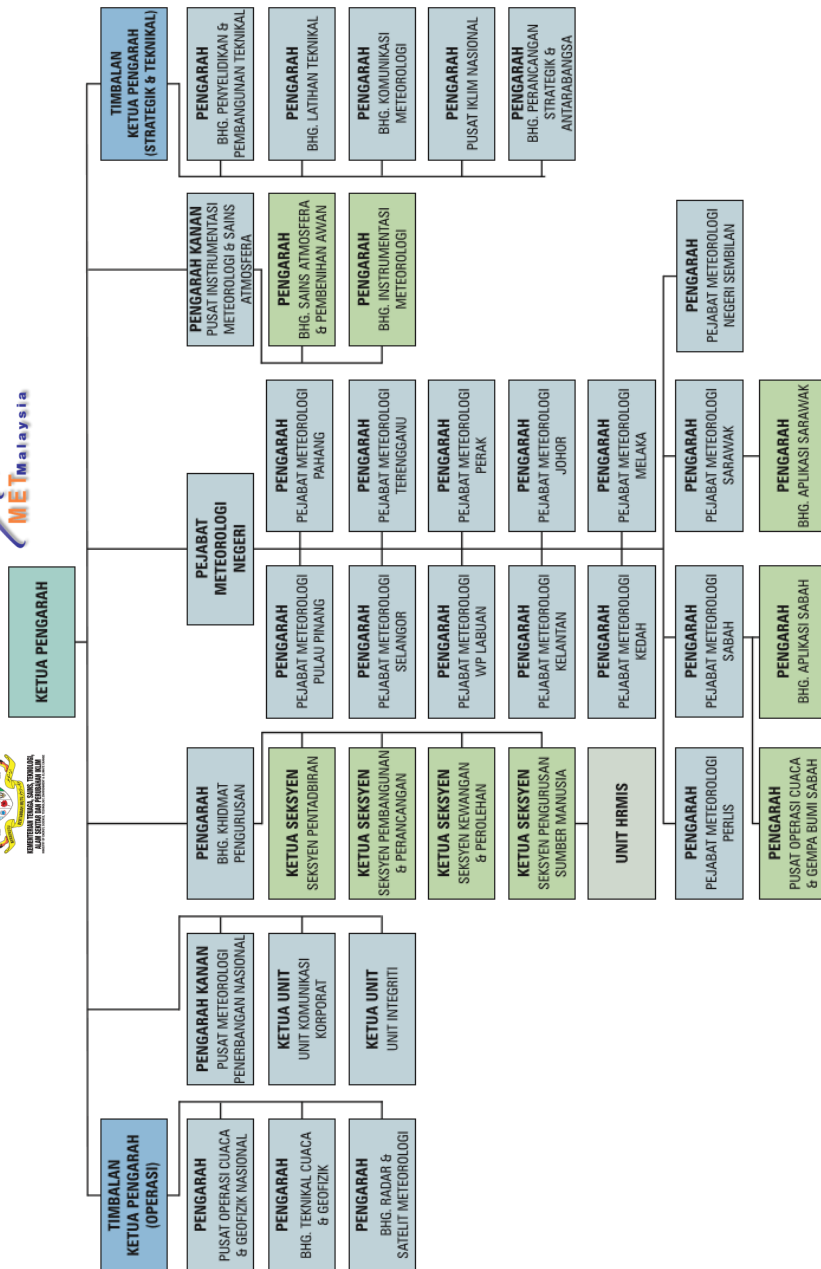 KEMENTERIAN TENAGA, SAINS, TEKNOLOGI,
ALAM SEKITAR DAN PERUBAHAN IKLIM
MET Malaysia
KETUA PENGARAH
TIMBALAN
KETUA PENGARAH
(OPERASI)
PENGARAH
PUSAT OPERASI CUACA
& GEOFIZIK NASIONAL
PENGARAH
BHG. TEKNIKAL CUACA
& GEOFIZIK
PENGARAH
BHG. RADAR &
SATELIT METEOROLOGI
PENGARAH KANAN
PUSAT METEOROLOGI
PENERBANGAN NASIONAL
KETUA UNIT
UNIT KOMUNIKASI
KORPORAT
KETUA UNIT
UNIT INTEGRITI
PENGARAH
BHG. KHIDMAT
PENGURUSAN
KETUA SEKSYEN
SEKSYEN PENTADBIRAN
KETUA SEKSYEN
SEKSYEN PEMBANGUNAN
& PERANCANGAN
KETUA SEKSYEN
SEKSYEN KEWANGAN
& PEROLEHAN
KETUA SEKSYEN
SEKSYEN PENGURUSAN
SUMBER MANUSIA
UNIT HRMIS
PEJABAT
METEOROLOGI
NEGERI
PENGARAH
PEJABAT METEOROLOGI
PULAU PINANG
PENGARAH
PEJABAT METEOROLOGI
PAHANG
PENGARAH
PEJABAT METEOROLOGI
SELANGOR
PENGARAH
PEJABAT METEOROLOGI
TERENGGANU
PENGARAH
PEJABAT METEOROLOGI
WP LABUAN
PENGARAH
PEJABAT METEOROLOGI
PERAK
PENGARAH
PEJABAT METEOROLOGI
KELANTAN
PENGARAH
PEJABAT METEOROLOGI
JOHOR
PENGARAH
PEJABAT METEOROLOGI
KEDAH
PENGARAH
PEJABAT METEOROLOGI
MELAKA
PENGARAH
PEJABAT METEOROLOGI
PERLIS
PENGARAH
PEJABAT METEOROLOGI
SABAH
PENGARAH
PEJABAT METEOROLOGI
SARAWAK
PENGARAH
PEJABAT METEOROLOGI
NEGERI SEMBILAN
PENGARAH
PUSAT OPERASI CUACA
& GEMPA BUMI SABAH
PENGARAH
BHG. APLIKASI SABAH
PENGARAH
BHG. APLIKASI SARAWAK
PENGARAH KANAN
PUSAT INSTRUMENTASI
METEOROLOGI & SAINS
ATMOSFERA
PENGARAH
BHG. SAINS ATMOSFERA
& PEMBENIHAN AWAN
PENGARAH
BHG. INSTRUMENTASI
METEOROLOGI
TIMBALAN
KETUA PENGARAH
(STRATEGIK & TEKNIKAL)
PENGARAH
BHG. PENYELIDIKAN &
PEMBANGUNAN TEKNIKAL
PENGARAH
BHG. LATIHAN TEKNIKAL
PENGARAH
BHG. KOMUNIKASI
METEOROLOGI
PENGARAH
PUSAT IKLIM NASIONAL
PENGARAH
BHG. PERANCANGAN
STRATEGIK &
ANTARABANGSA